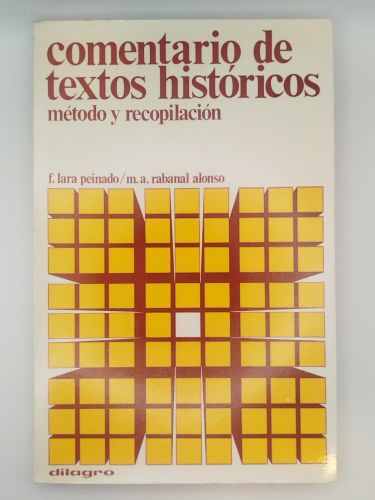 comentario de
textos históricos
método y recopilación
f. lara peinado/m. a. rabanal alonso
dilagro